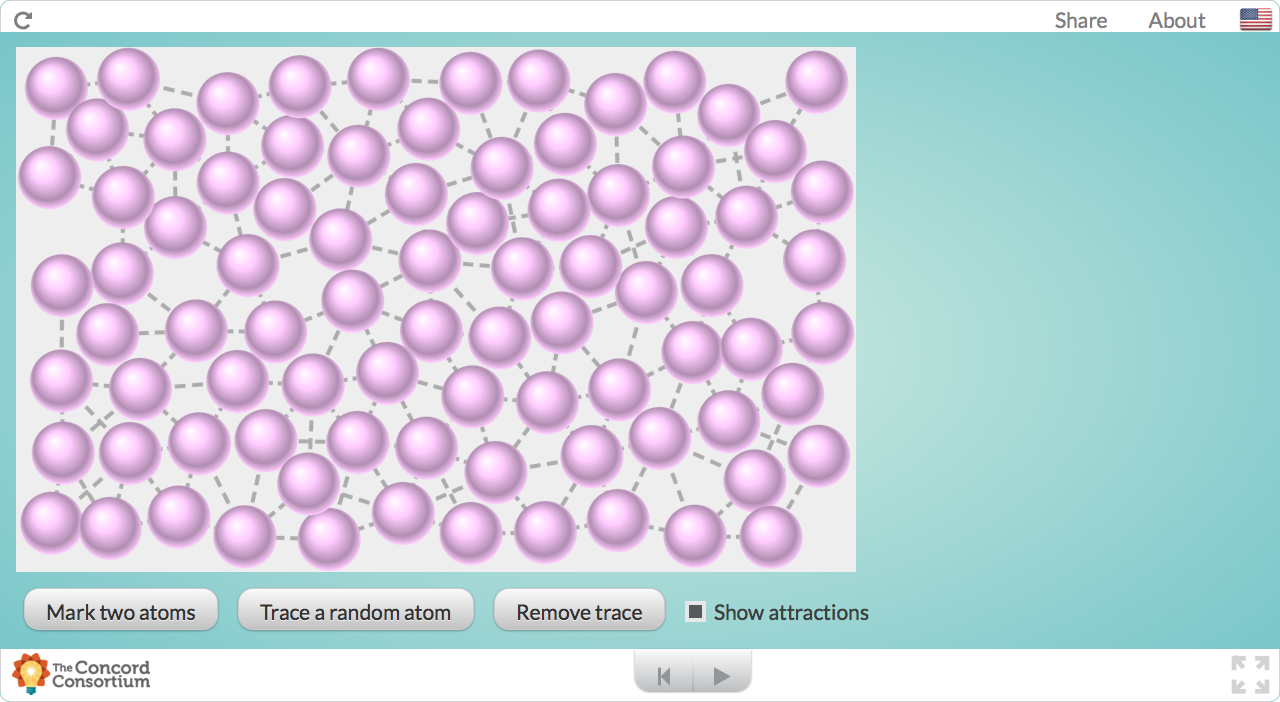 Share About
Mark two atoms Trace a random atom Remove trace Show attractions
The Concord
Consortium